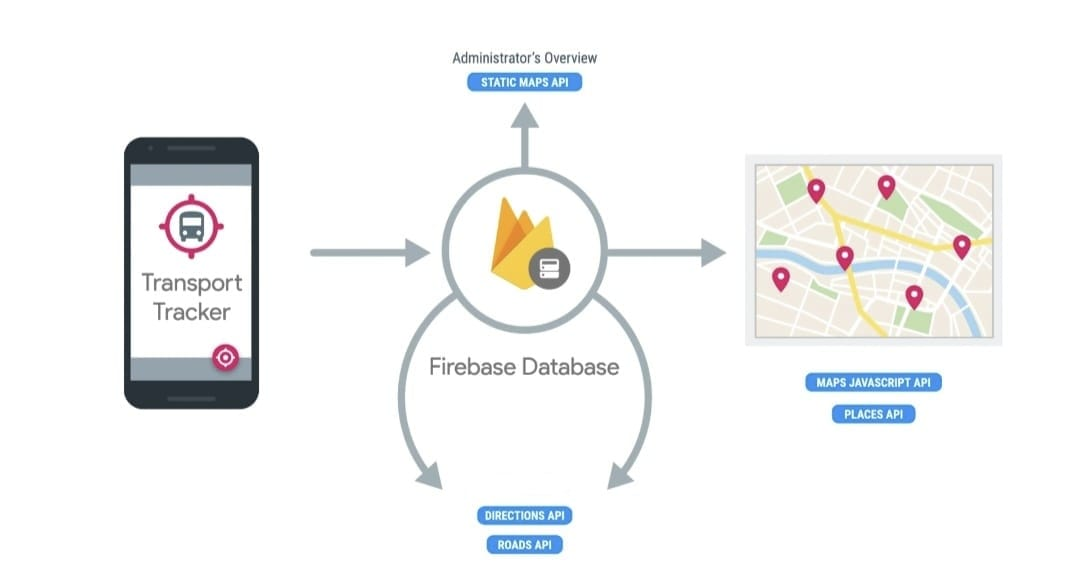 Administrator's Overview
STATIC MAPS API
Transport
Tracker
Firebase Database
MAPS JAVASCRIPT API
PLACES API
DIRECTIONS API
ROADS API